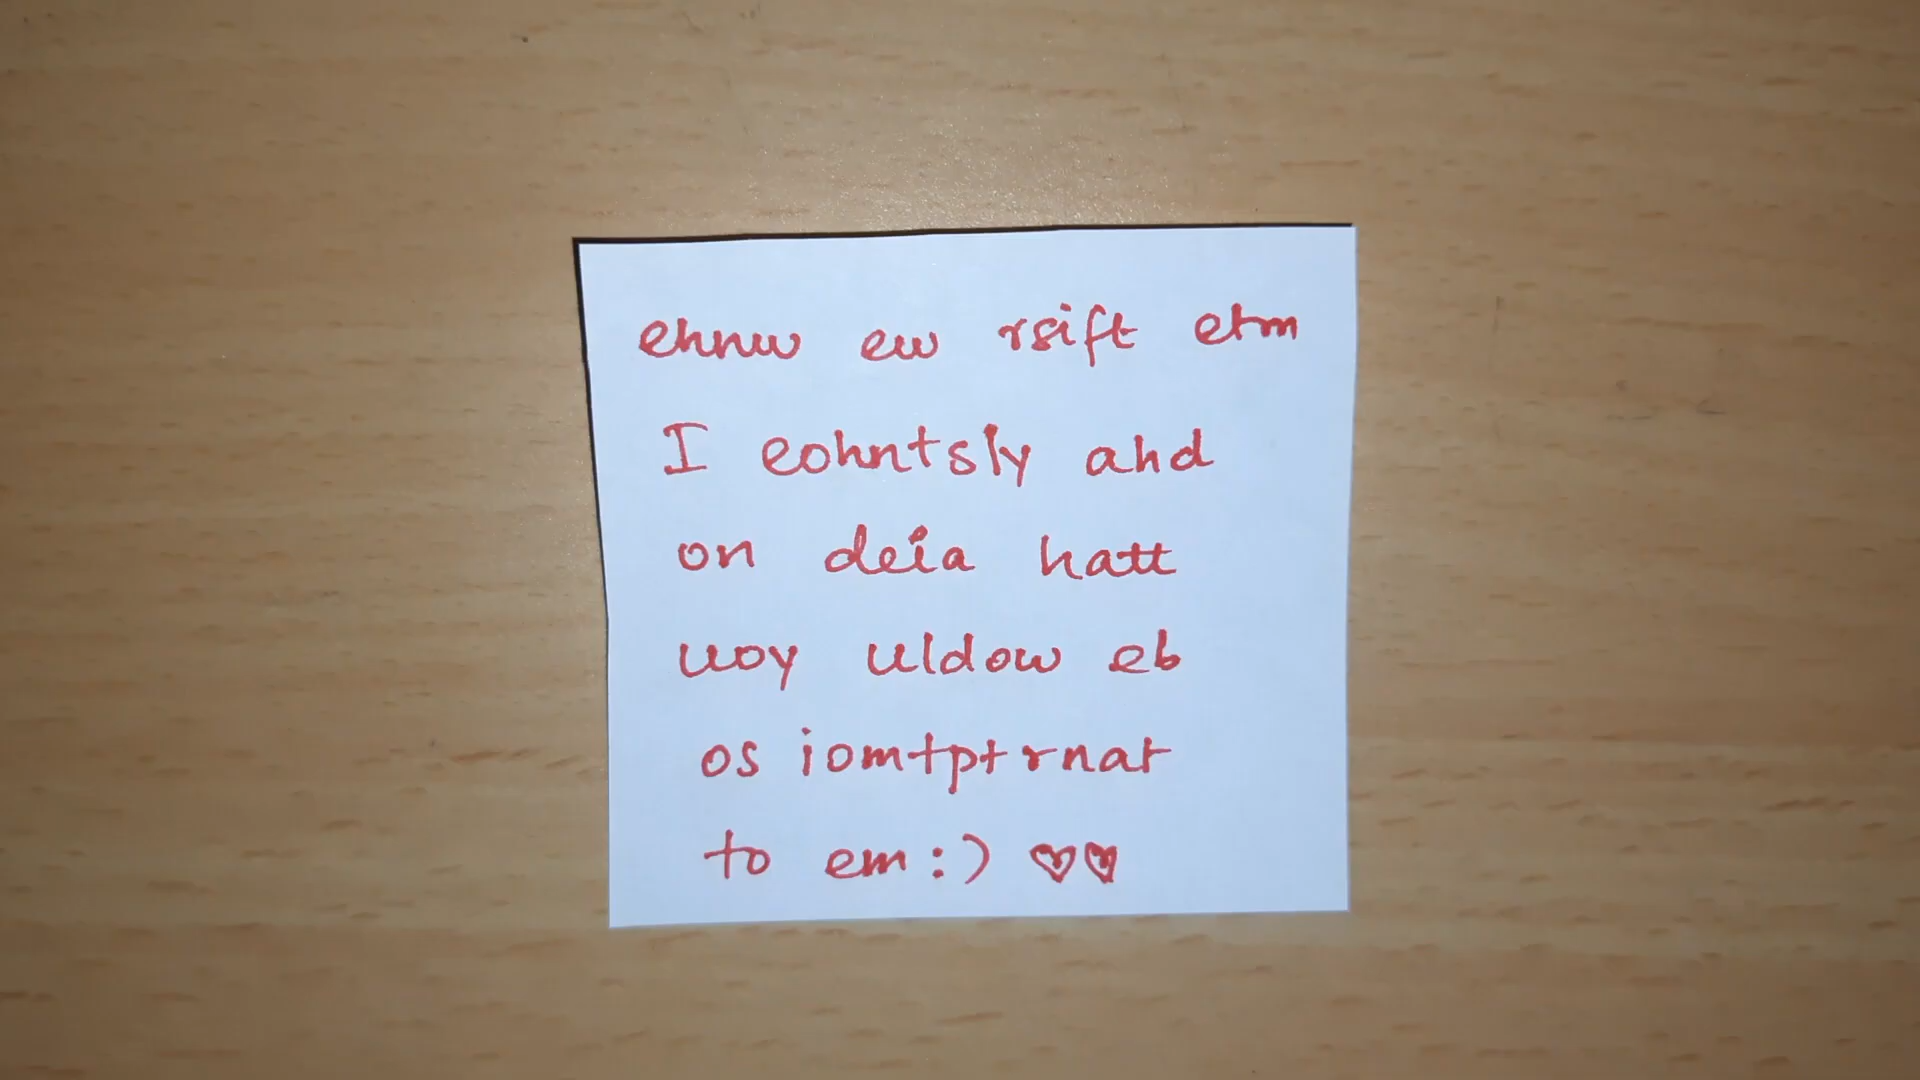 ehnw ew rsift etm
I eohntsly ahd
on deia hatt
uoy uldow eb
os iomtptrnat
to em:) ♡♡